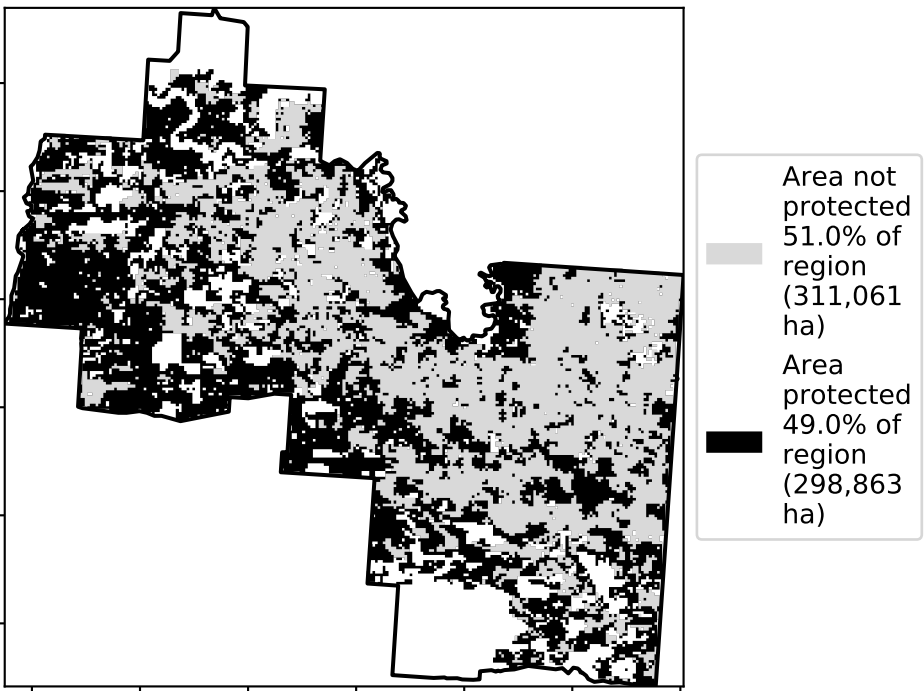 Area not
protected
51.0% of
region
(311,061
ha)
Area
protected
49.0% of
region
(298,863
ha)